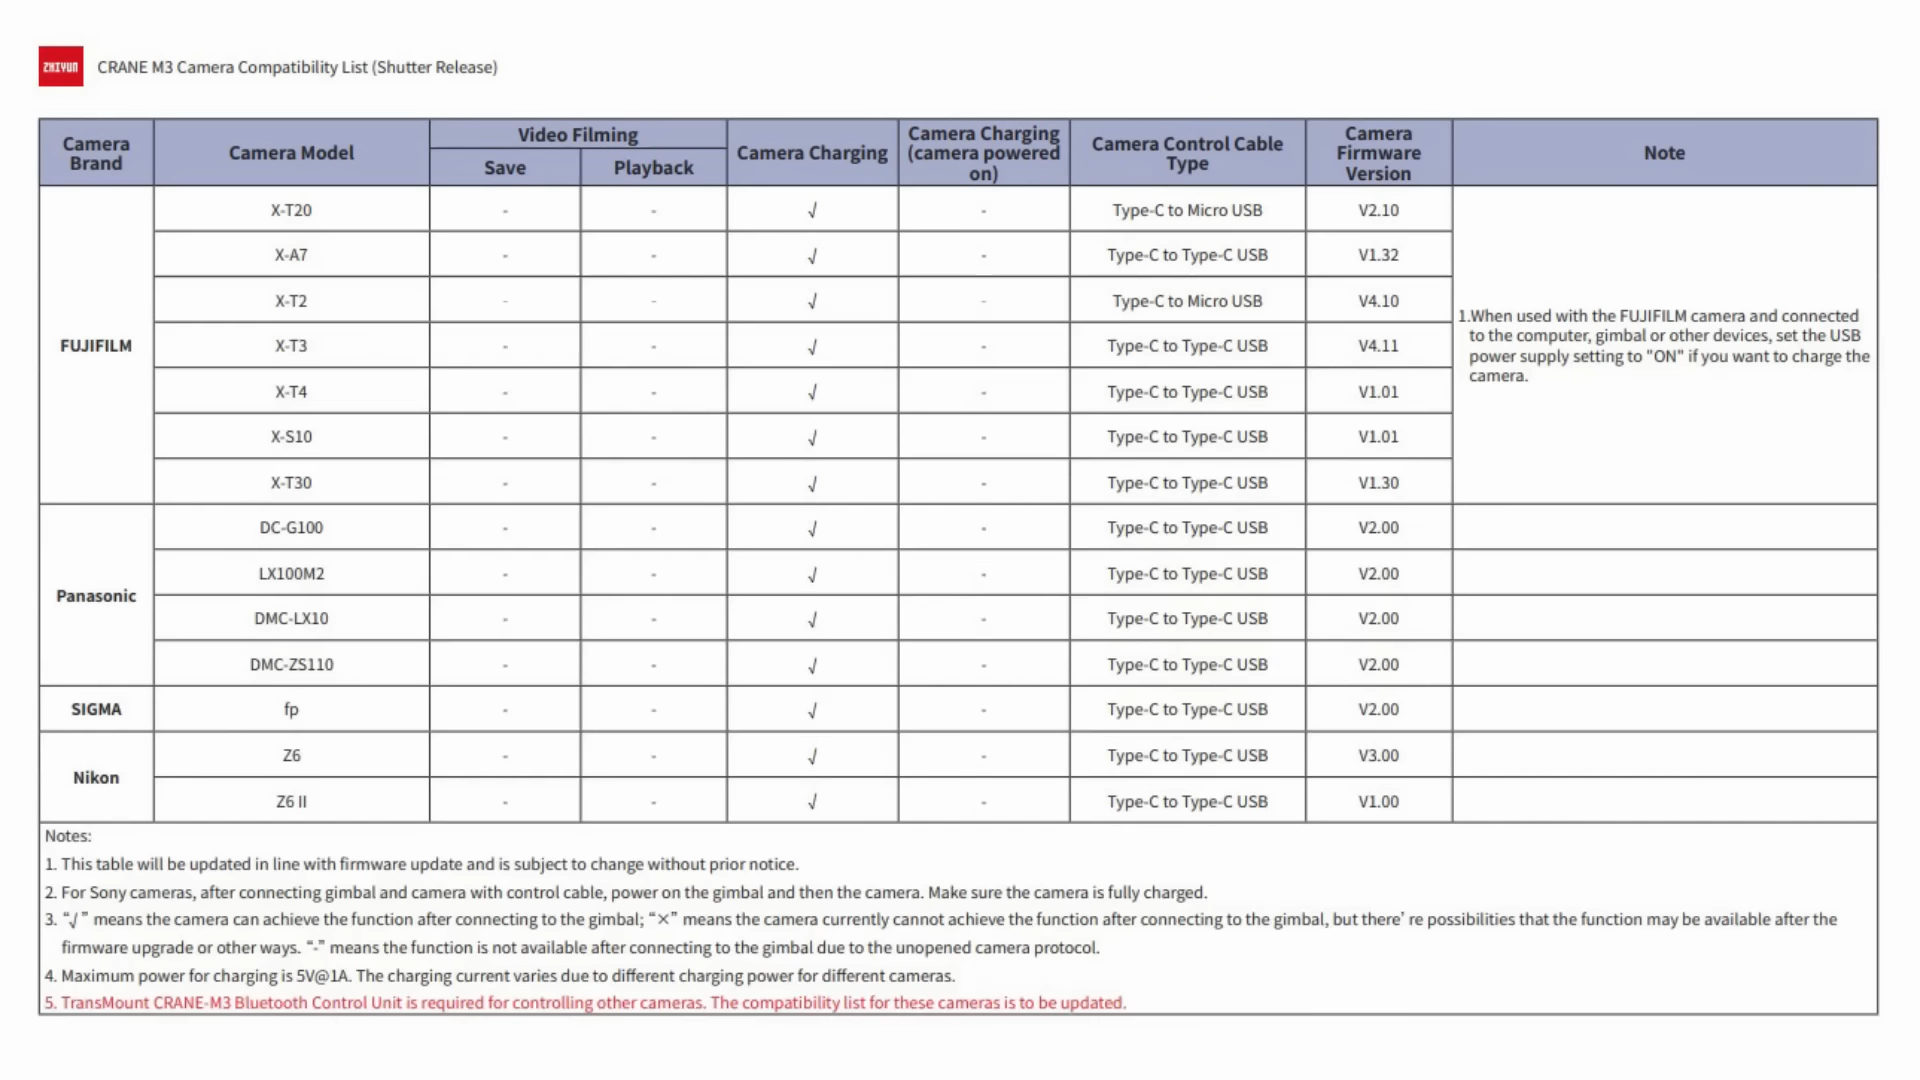 ZHIYUN CRANE M3 Camera Compatibility List (Shutter Release)
Camera Brand Camera Model Video Filming Save Playback Camera Charging Camera Charging (camera powered on) Camera Control Cable Type Camera Firmware Version Note
FUJIFILM
X-T20 - - √ - Type-C to Micro USB V2.10
X-A7 - - √ - Type-C to Type-C USB V1.32
X-T2 - - √ - Type-C to Micro USB V4.10
X-T3 - - √ - Type-C to Type-C USB V4.11
X-T4 - - √ - Type-C to Type-C USB V1.01
X-S10 - - √ - Type-C to Type-C USB V1.01
X-T30 - - √ - Type-C to Type-C USB V1.30
1.When used with the FUJIFILM camera and connected
to the computer, gimbal or other devices, set the USB
power supply setting to "ON" if you want to charge the
camera.
Panasonic
DC-G100 - - √ - Type-C to Type-C USB V2.00
LX100M2 - - √ - Type-C to Type-C USB V2.00
DMC-LX10 - - √ - Type-C to Type-C USB V2.00
DMC-ZS110 - - √ - Type-C to Type-C USB V2.00
SIGMA fp - - √ - Type-C to Type-C USB V2.00
Nikon
Z6 - - √ - Type-C to Type-C USB V3.00
Z6 II - - √ - Type-C to Type-C USB V1.00
Notes:
1. This table will be updated in line with firmware update and is subject to change without prior notice.
2. For Sony cameras, after connecting gimbal and camera with control cable, power on the gimbal and then the camera. Make sure the camera is fully charged.
3. “√ ” means the camera can achieve the function after connecting to the gimbal; “×” means the camera currently cannot achieve the function after connecting to the gimbal, but there’ re possibilities that the function may be available after the
firmware upgrade or other ways. “-” means the function is not available after connecting to the gimbal due to the unopened camera protocol.
4. Maximum power for charging is 5V@1A. The charging current varies due to different charging power for different cameras.
5. TransMount CRANE-M3 Bluetooth Control Unit is required for controlling other cameras. The compatibility list for these cameras is to be updated.